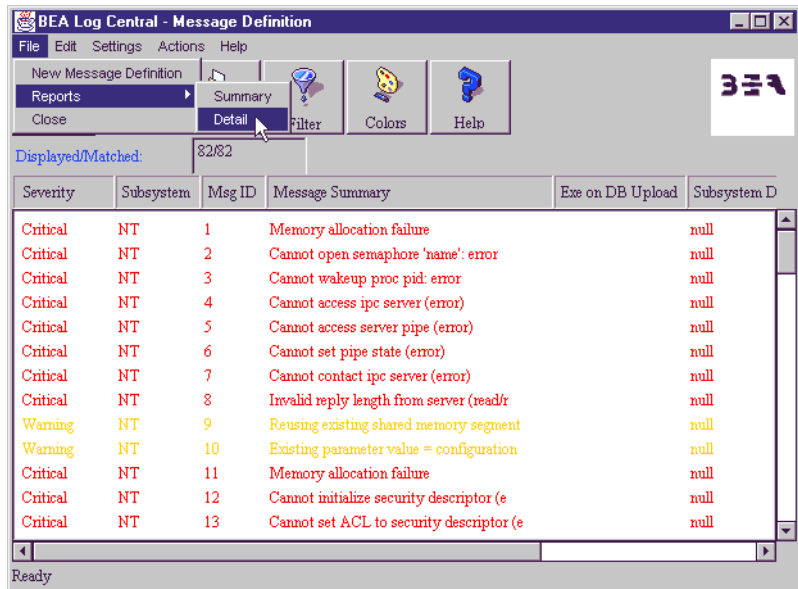 BEA Log Central - Message Definition
File Edit Settings Actions Help
New Message Definition
Reports
Summary
Close
Detail
Filter
Colors
Help
BEA
Displayed/Matched: 82/82
Severity Subsystem Msg ID Message Summary Exe on DB Upload Subsystem D
Critical NT 1 Memory allocation failure null
Critical NT 2 Cannot open semaphore 'name': error null
Critical NT 3 Cannot wakeup proc pid: error null
Critical NT 4 Cannot access ipc server (error) null
Critical NT 5 Cannot access server pipe (error) null
Critical NT 6 Cannot set pipe state (error) null
Critical NT 7 Cannot contact ipc server (error) null
Critical NT 8 Invalid reply length from server (read/r null
Warning NT 9 Reusing existing shared memory segment null
Warning NT 10 Existing parameter value = configuration null
Critical NT 11 Memory allocation failure null
Critical NT 12 Cannot initialize security descriptor (e null
Critical NT 13 Cannot set ACL to security descriptor (e null
Ready